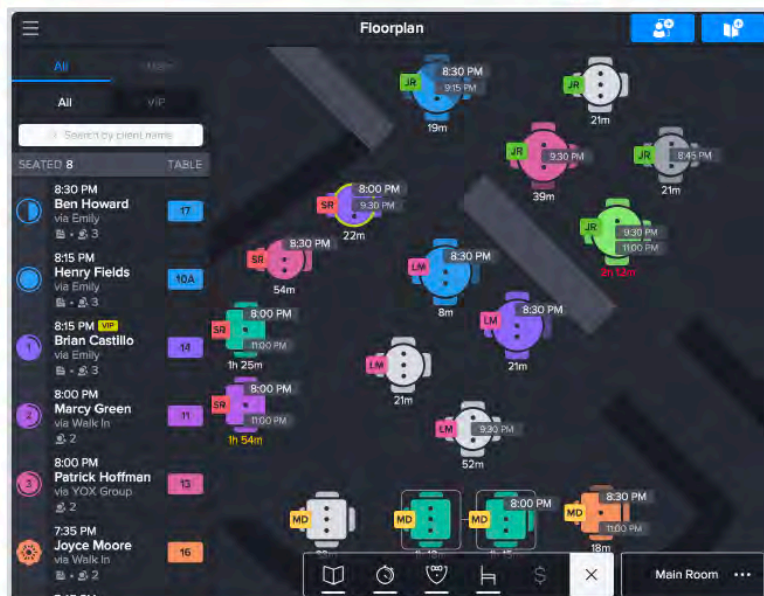 Floorplan
All
All VIP
Search by client name
SEATED 8 TABLE
8:30 PM
Ben Howard 17
via Emily
3
8:15 PM
Henry Fields 10A
via Emily
3
8:15 PM VIP
Brian Castillo 14
1
via Emily
3
8:00 PM
Marcy Green 11
2
via Walk In
2
8:00 PM
Patrick Hoffman 13
3
via YOX Group
2
7:35 PM
Joyce Moore 16
via Walk In
2
JR 8:30 PM
9:15 PM
19m
JR
21m
JR 9:30 PM
39m
JR 8:45 PM
21m
SR 8:00 PM
9:30 PM
22m
JR 9:30 PM
11:00 PM
2h 13m
SR 8:30 PM
54m
LM 8:30 PM
8m
SR 8:00 PM
11:00 PM
1h 25m
LM 8:30 PM
21m
LM
21m
SR 8:00 PM
11:00 PM
1h 54m
LM 9:30 PM
52m
MD
MD
MD 8:00 PM
MD 8:30 PM
11:00 PM
18m
$
Main Room